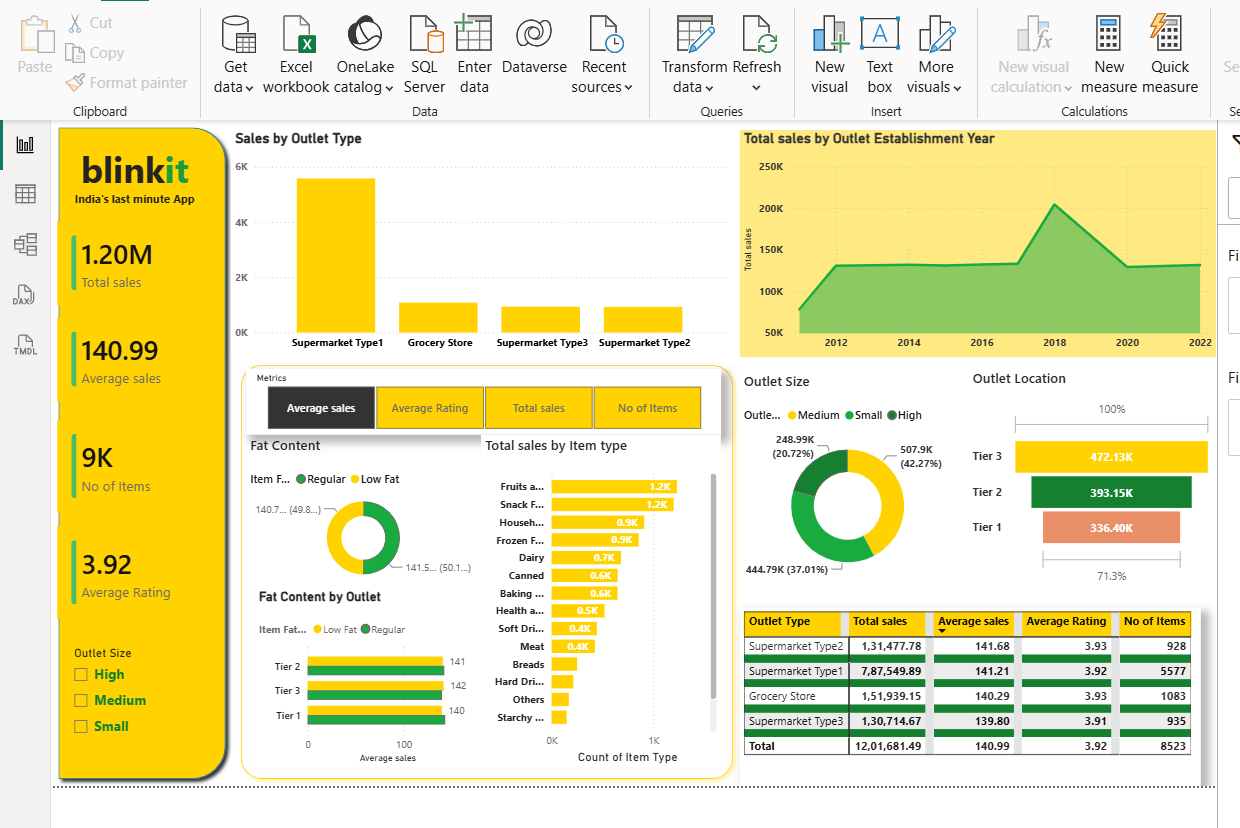 Paste
Cut
Copy
Format painter
Clipboard
Get data
Excel workbook
OneLake catalog
SQL Server
Enter data
Dataverse
Recent sources
Data
Transform data
Refresh
Queries
New visual
Text box
More visuals
Insert
New visual calculation
New measure
Quick measure
Calculations
Se
Se
DAX
TMDL
Fi
Fi
blinkit
India's last minute App
1.20M
Total sales
140.99
Average sales
9K
No of Items
3.92
Average Rating
Outlet Size
High
Medium
Small
Sales by Outlet Type
6K
4K
2K
0K
Supermarket Type1 Grocery Store Supermarket Type3 Supermarket Type2
Total sales by Outlet Establishment Year
Total sales
250K
200K
150K
100K
50K
2012 2014 2016 2018 2020 2022
Metrics
Average sales Average Rating Total sales No of Items
Fat Content
Item F... Regular Low Fat
140.7... (49.8...)
141.5... (50.1...)
Fat Content by Outlet
Item Fat... Low Fat Regular
Tier 2 141
Tier 3 142
Tier 1 140
0 100
Average sales
Total sales by Item type
Fruits a... 1.2K
Snack F... 1.2K
Househ... 0.9K
Frozen F... 0.9K
Dairy 0.7K
Canned 0.6K
Baking ... 0.6K
Health a... 0.5K
Soft Dri... 0.4K
Meat 0.4K
Breads
Hard Dri...
Others
Starchy ...
0K 1K
Count of Item Type
Outlet Size
Outle... Medium Small High
248.99K
(20.72%)
507.9K
(42.27%)
444.79K (37.01%)
Outlet Location
100%
Tier 3 472.13K
Tier 2 393.15K
Tier 1 336.40K
71.3%
Outlet Type Total sales Average sales Average Rating No of Items
Supermarket Type2 1,31,477.78 141.68 3.93 928
Supermarket Type1 7,87,549.89 141.21 3.92 5577
Grocery Store 1,51,939.15 140.29 3.93 1083
Supermarket Type3 1,30,714.67 139.80 3.91 935
Total 12,01,681.49 140.99 3.92 8523